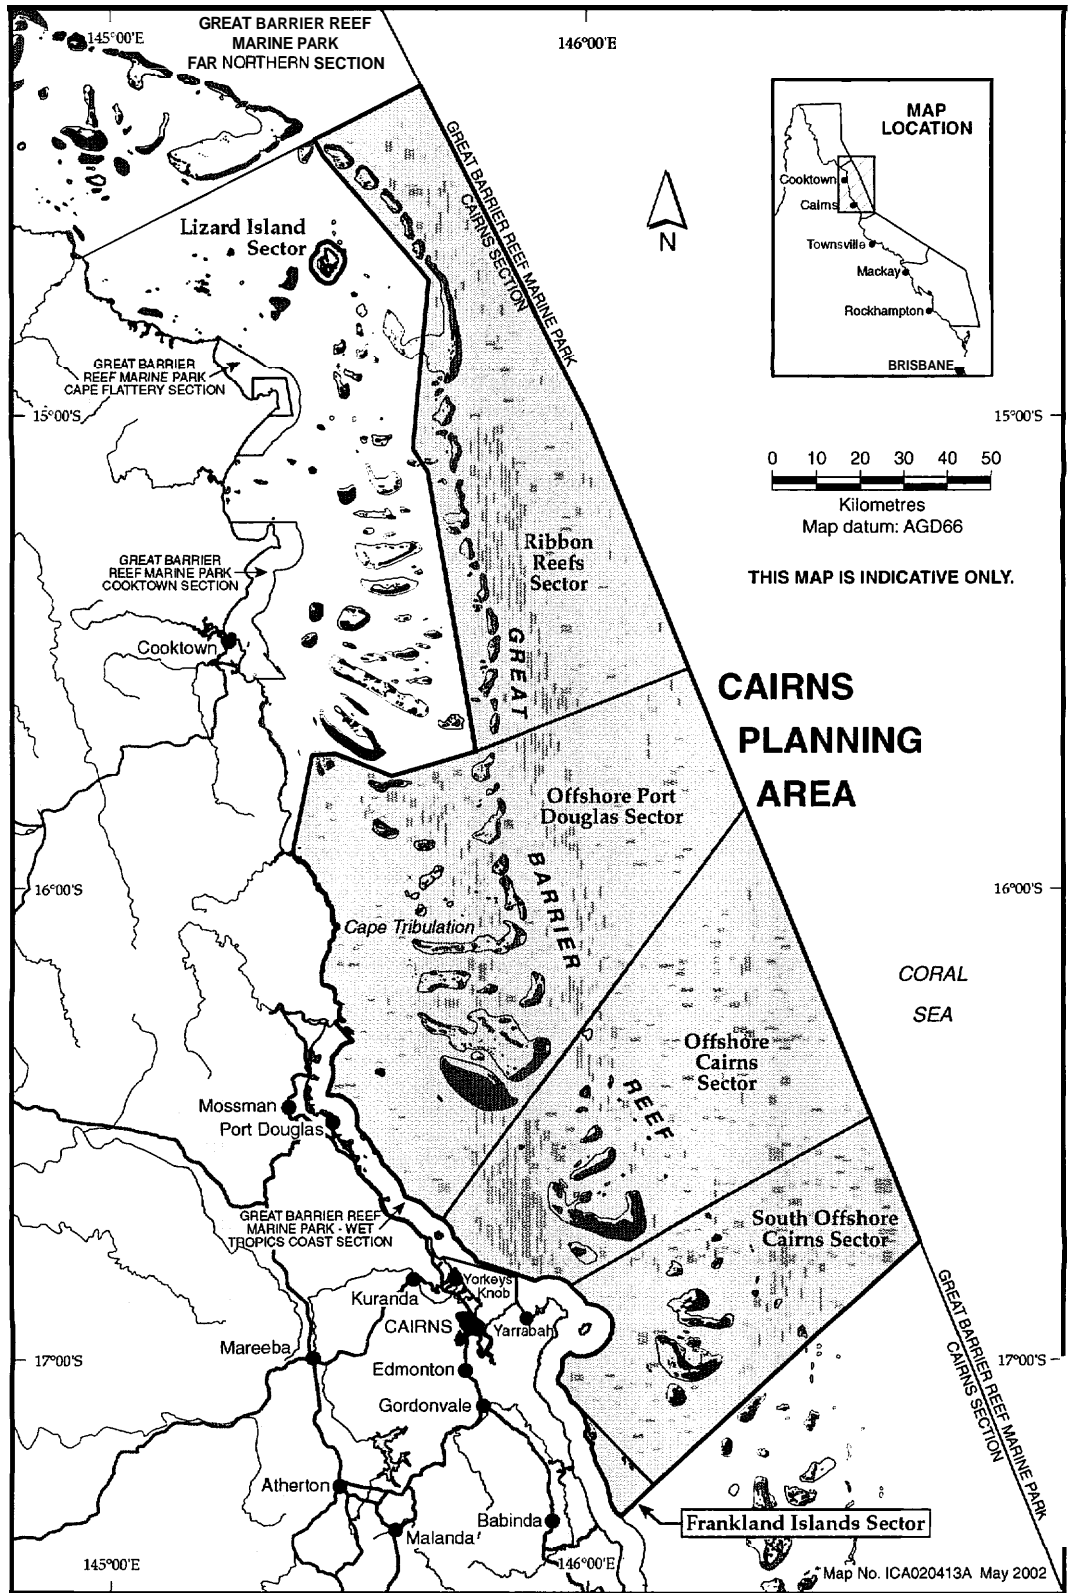 GREAT BARRIER REEF
MARINE PARK
FAR NORTHERN SECTION
145°00'E
146°00'E
MAP
LOCATION
Cooktown
Cairns
Townsville
Mackay
Rockhampton
BRISBANE
GREAT BARRIER REEF MARINE PARK
CAIRNS SECTION
N
Lizard Island
Sector
GREAT BARRIER
REEF MARINE PARK
CAPE FLATTERY SECTION
15°00'S
15°00'S
0 10 20 30 40 50
Kilometres
Map datum: AGD66
THIS MAP IS INDICATIVE ONLY.
Ribbon
Reefs
Sector
GREAT BARRIER
REEF MARINE PARK
COOKTOWN SECTION
Cooktown
GREAT
CAIRNS
PLANNING
AREA
Offshore Port
Douglas Sector
BARRIER
16°00'S
16°00'S
Cape Tribulation
CORAL
SEA
Offshore
Cairns
Sector
REEF
Mossman
Port Douglas
GREAT BARRIER REEF
MARINE PARK - WET
TROPICS COAST SECTION
South Offshore
Cairns Sector
Yorkeys
Knob
Kuranda
CAIRNS
Yarrabah
Mareeba
17°00'S
17°00'S
Edmonton
Gordonvale
GREAT BARRIER REEF MARINE PARK
CAIRNS SECTION
Atherton
Babinda
Malanda
Frankland Islands Sector
145°00'E
146°00'E
Map No. ICA020413A May 2002